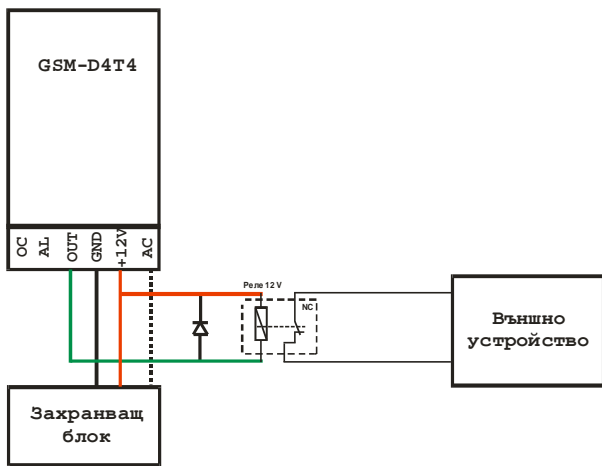 GSM-D4T4
OC
AL
OUT
GND
+12V
AC
Реле 12 V
NC
Външно
устройство
Захранващ
блок